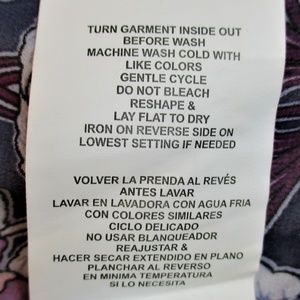 TURN GARMENT INSIDE OUT
BEFORE WASH
MACHINE WASH COLD WITH
LIKE COLORS
GENTLE CYCLE
DO NOT BLEACH
RESHAPE &
LAY FLAT TO DRY
IRON ON REVERSE SIDE ON
LOWEST SETTING IF NEEDED
VOLVER LA PRENDA AL REVÉS
ANTES LAVAR
LAVAR EN LAVADORA CON AGUA FRIA
CON COLORES SIMILARES
CICLO DELICADO
NO USAR BLANQUEADOR
REAJUSTAR &
HACER SECAR EXTENDIDO EN PLANO
PLANCHAR AL REVERSO
EN MINIMA TEMPERATURA
SI LO NECESITA